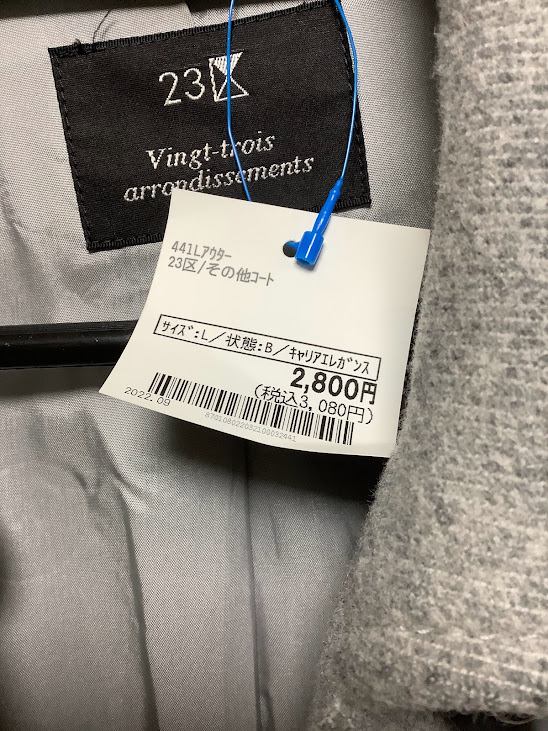 23区
Vingt-trois
arrondissements
441Lアウター
23区/その他コート
サイズ:L/状態:B/キャリアエレガンス
2,800円
(税込3,080円)
2022.09